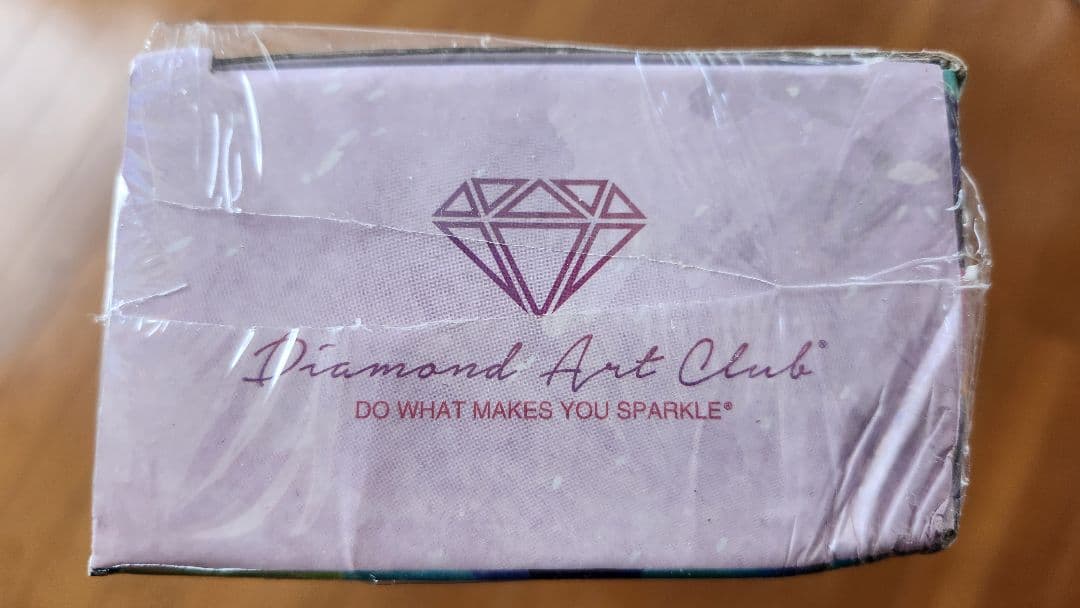 Diamond Art Club®
DO WHAT MAKES YOU SPARKLE®